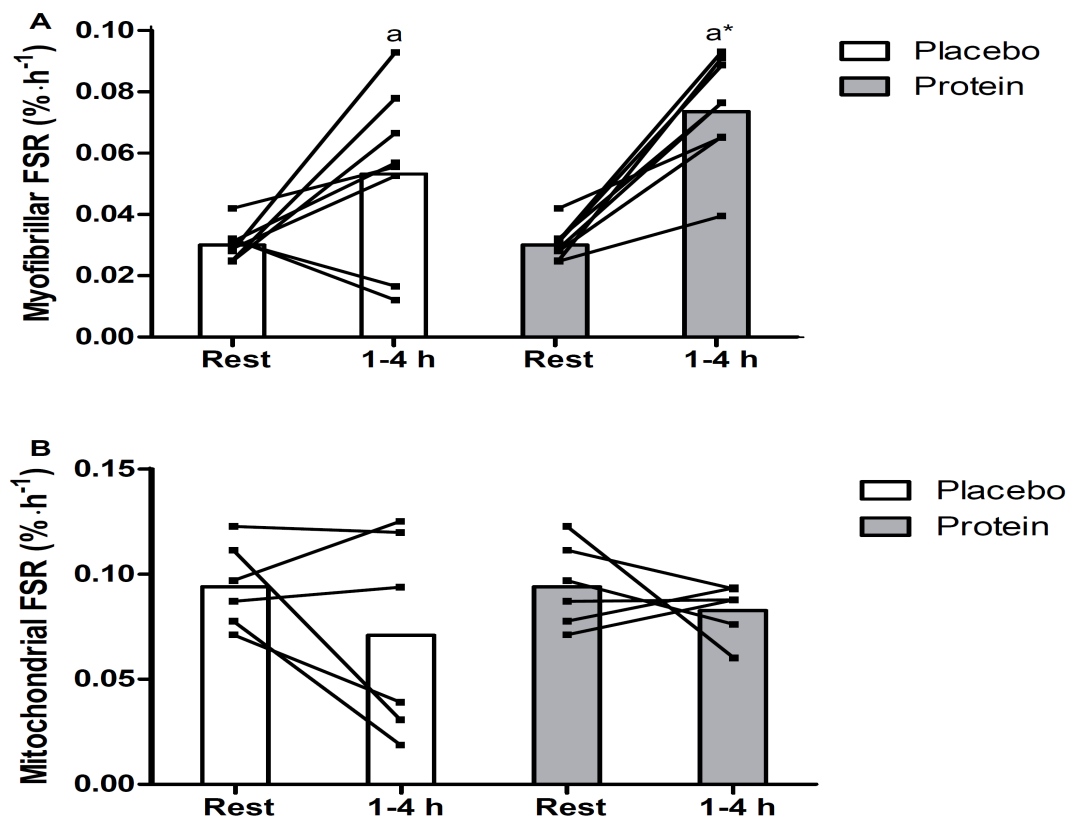 A
Myofibrillar FSR (%·h-1)
0.10
0.08
0.06
0.04
0.02
0.00
a
a*
Placebo
Protein
Rest
1-4 h
Rest
1-4 h
B
Mitochondrial FSR (%·h-1)
0.15
0.10
0.05
0.00
Placebo
Protein
Rest
1-4 h
Rest
1-4 h